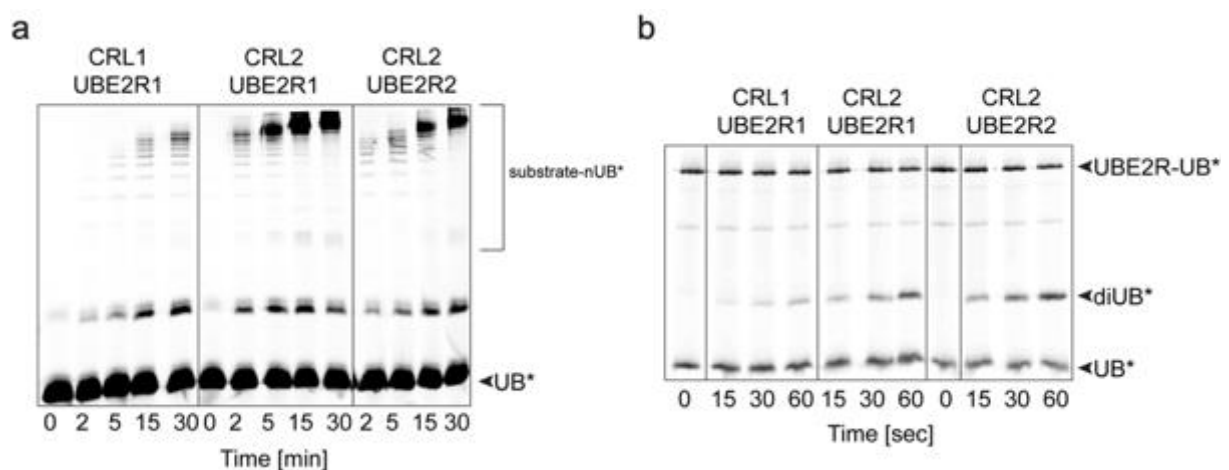 a
CRL1 CRL2 CRL2
UBE2R1 UBE2R1 UBE2R2
substrate-nUB*
UB*
0 2 5 15 30 0 2 5 15 30 2 5 15 30
Time [min]
b
CRL1 CRL2 CRL2
UBE2R1 UBE2R1 UBE2R2
UBE2R-UB*
diUB*
UB*
0 15 30 60 15 30 60 0 15 30 60
Time [sec]